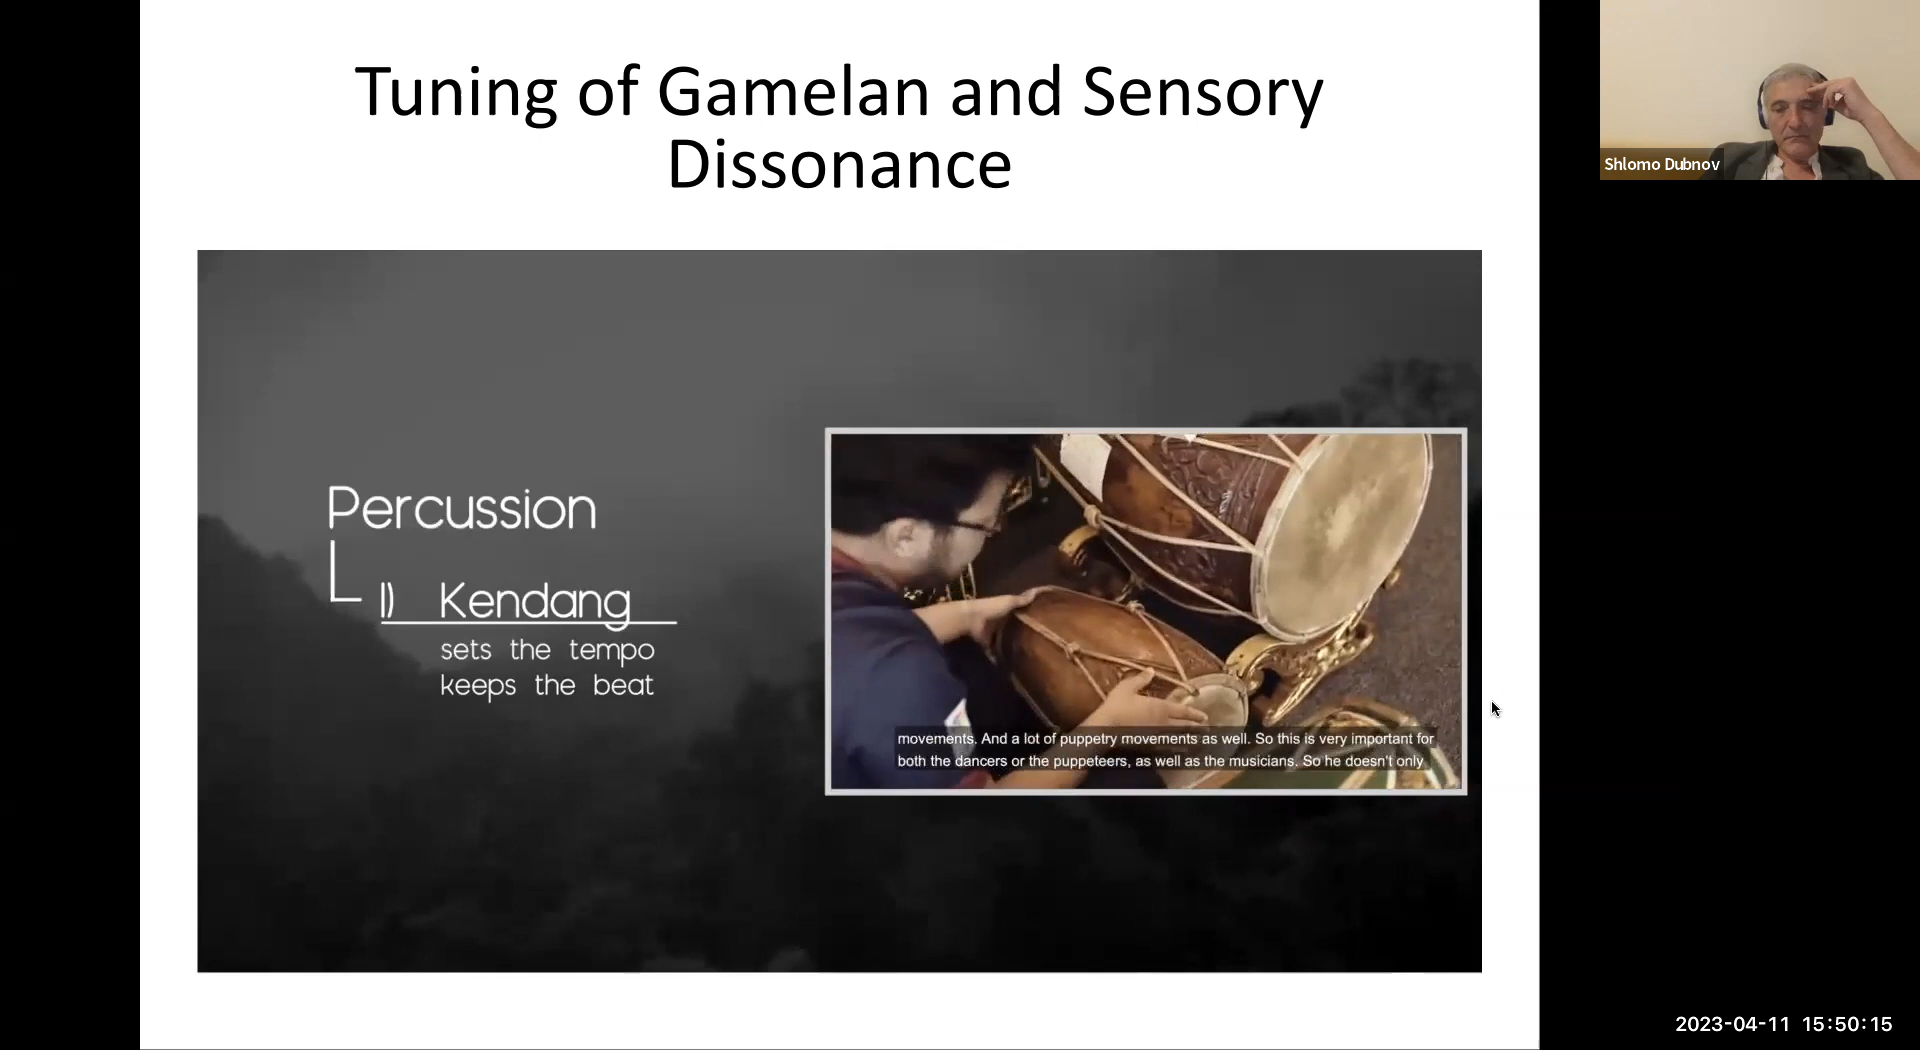 Tuning of Gamelan and Sensory
Dissonance
Shlomo Dubnov
Percussion
Kendang
sets the tempo
keeps the beat
movements. And a lot of puppetry movements as well. So this is very important for
both the dancers or the puppeteers, as well as the musicians. So he doesn't only
2023-04-11 15:50:15